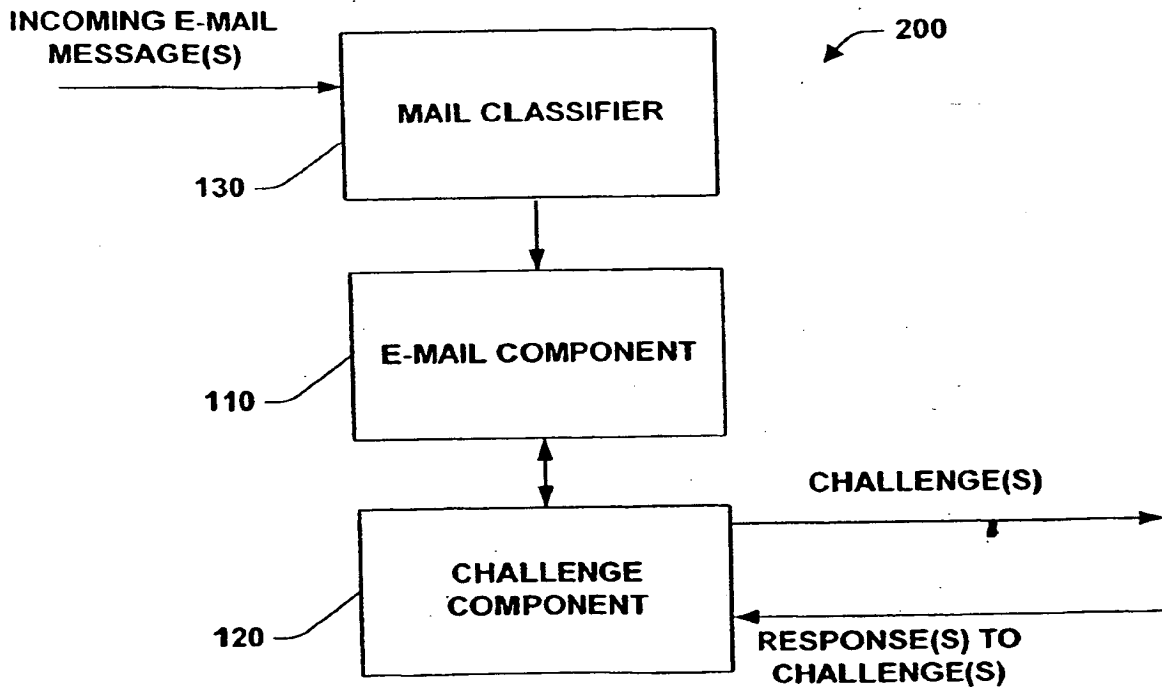 INCOMING E-MAIL
MESSAGE(S)
200
MAIL CLASSIFIER
130
E-MAIL COMPONENT
110
CHALLENGE(S)
CHALLENGE
COMPONENT
120
RESPONSE(S) TO
CHALLENGE(S)